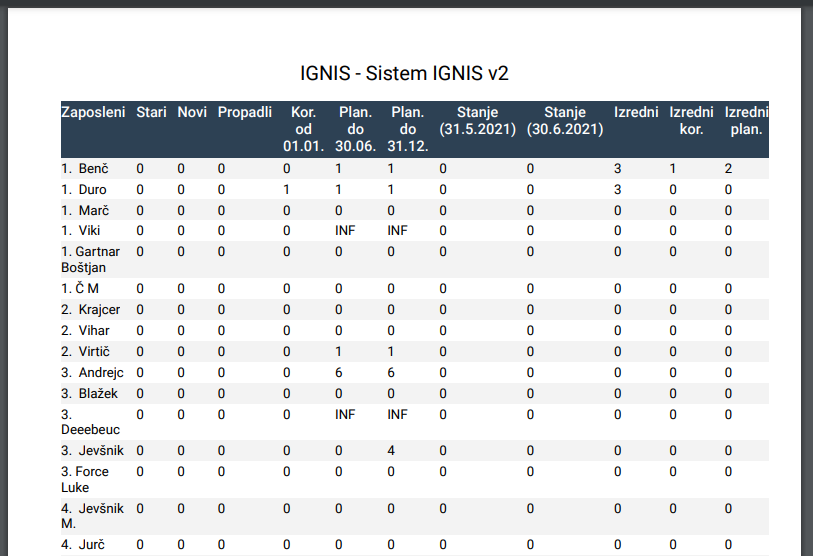 IGNIS - Sistem IGNIS v2
Zaposleni Stari Novi Propadli Kor. od 01.01. Plan. do 30.06. Plan. do 31.12. Stanje (31.5.2021) Stanje (30.6.2021) Izredni Izredni kor. Izredni plan.
1. Benč 0 0 0 0 1 1 0 0 3 1 2
1. Duro 0 0 0 1 1 1 0 0 3 0 0
1. Marč 0 0 0 0 0 0 0 0 0 0 0
1. Viki 0 0 0 0 INF INF 0 0 0 0 0
1. Gartnar Boštjan 0 0 0 0 0 0 0 0 0 0 0
1. Č M 0 0 0 0 0 0 0 0 0 0 0
2. Krajcer 0 0 0 0 0 0 0 0 0 0 0
2. Vihar 0 0 0 0 0 0 0 0 0 0 0
2. Virtič 0 0 0 0 1 1 0 0 0 0 0
3. Andrejc 0 0 0 0 6 6 0 0 0 0 0
3. Blažek 0 0 0 0 0 0 0 0 0 0 0
3. Deeebeuc 0 0 0 0 INF INF 0 0 0 0 0
3. Jevšnik 0 0 0 0 0 4 0 0 0 0 0
3. Force Luke 0 0 0 0 0 0 0 0 0 0 0
4. Jevšnik M. 0 0 0 0 0 0 0 0 0 0 0
4. Jurč 0 0 0 0 0 0 0 0 0 0 0